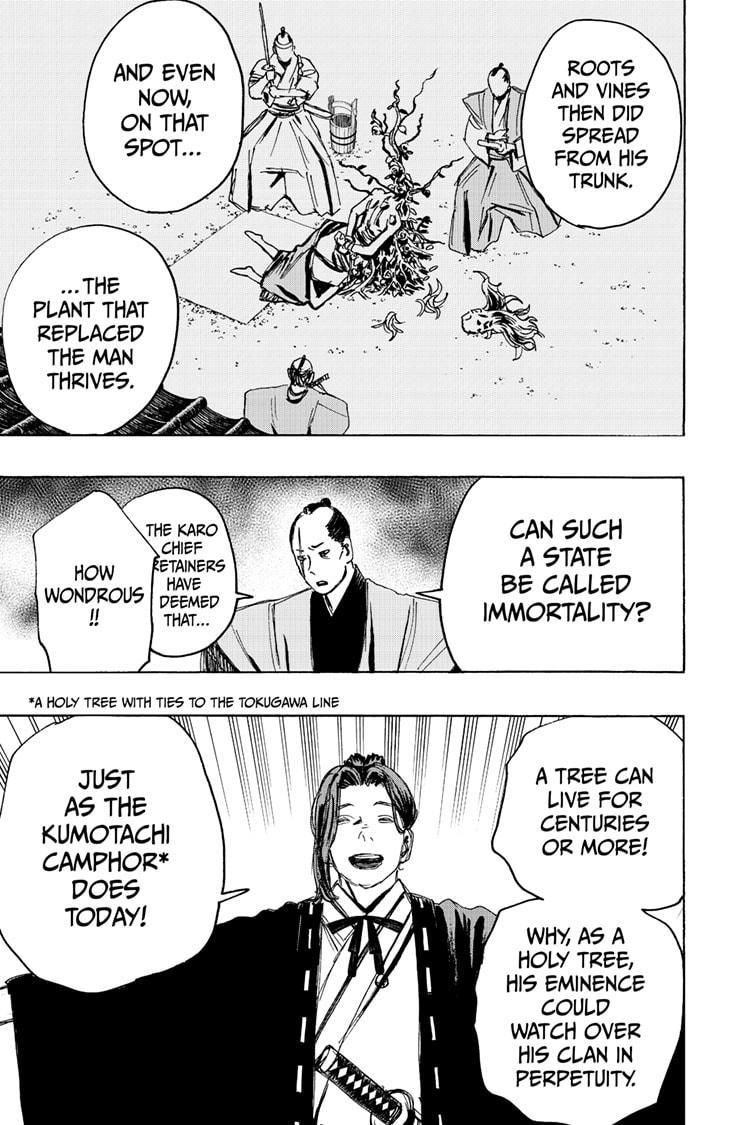 ROOTS
AND VINES
THEN DID
SPREAD
FROM HIS
TRUNK.
AND EVEN
NOW,
ON THAT
SPOT...
...THE
PLANT THAT
REPLACED
THE MAN
THRIVES.
CAN SUCH
A STATE
BE CALLED
IMMORTALITY?
THE KARO
CHIEF
ETAINERS
HAVE
DEEMED
THAT...
HOW
WONDROUS
!!
*A HOLY TREE WITH TIES TO THE TOKUGAWA LINE
A TREE CAN
LIVE FOR
CENTURIES
OR MORE!
WHY, AS A
HOLY TREE,
HIS EMINENCE
COULD
WATCH OVER
HIS CLAN IN
PERPETUITY.
JUST
AS THE
KUMOTACHI
CAMPHOR*
DOES
TODAY!